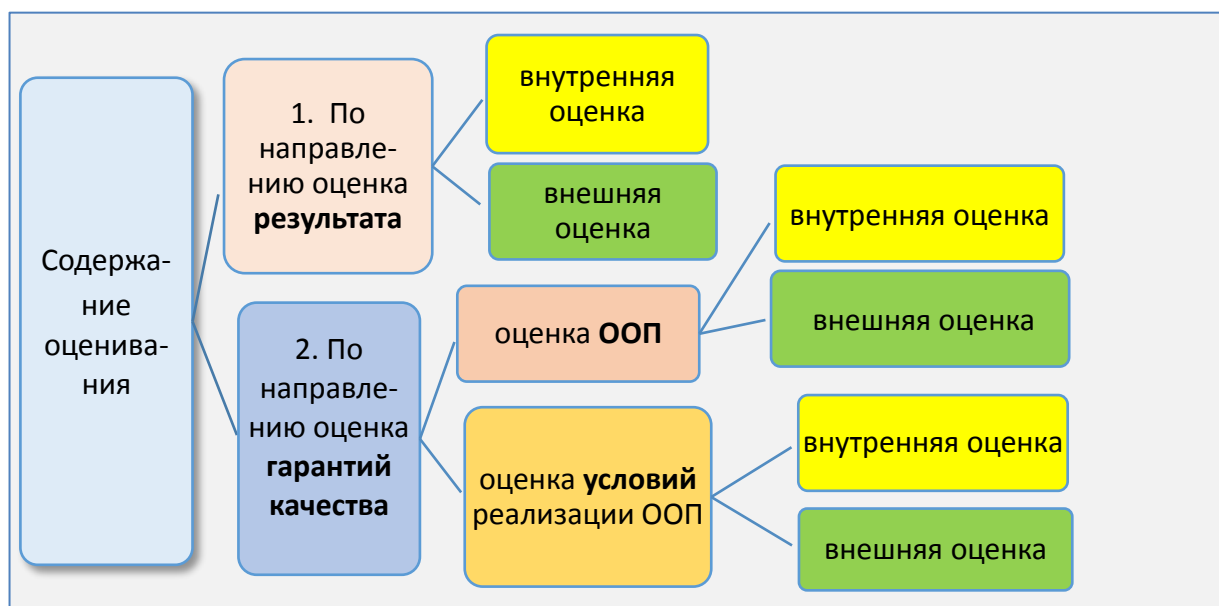 Содержа-
ние
оценива-
ния
1. По
направле-
нию оценка
результата
внутренняя
оценка
внешняя
оценка
2. По
направле-
нию оценка
гарантий
качества
оценка ООП
внутренняя оценка
внешняя оценка
оценка условий
реализации ООП
внутренняя оценка
внешняя оценка